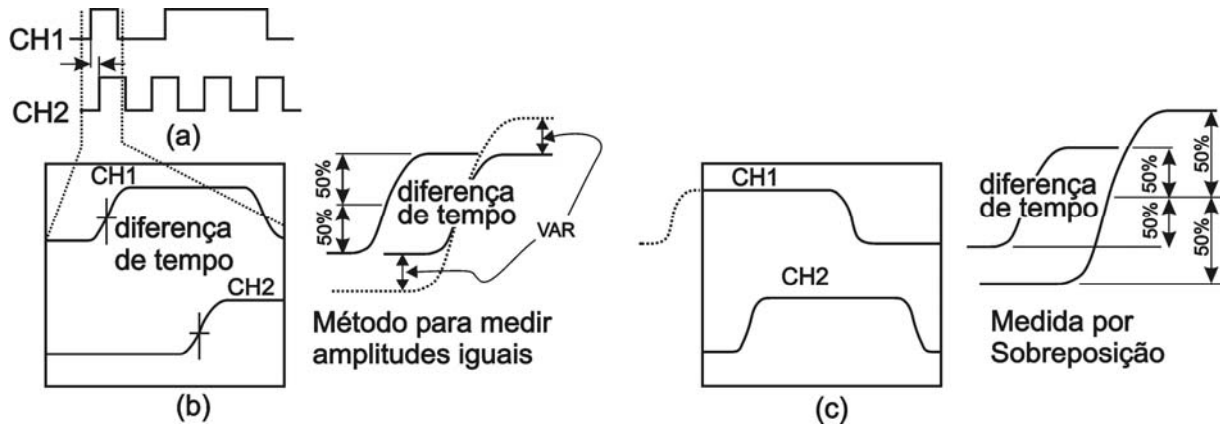 CH1
CH2
(a)
CH1
diferença
de tempo
CH2
(b)
50%
50%
diferença
de tempo
VAR
Método para medir
amplitudes iguais
CH1
CH2
(c)
diferença
de tempo
50%
50%
50%
50%
Medida por
Sobreposição